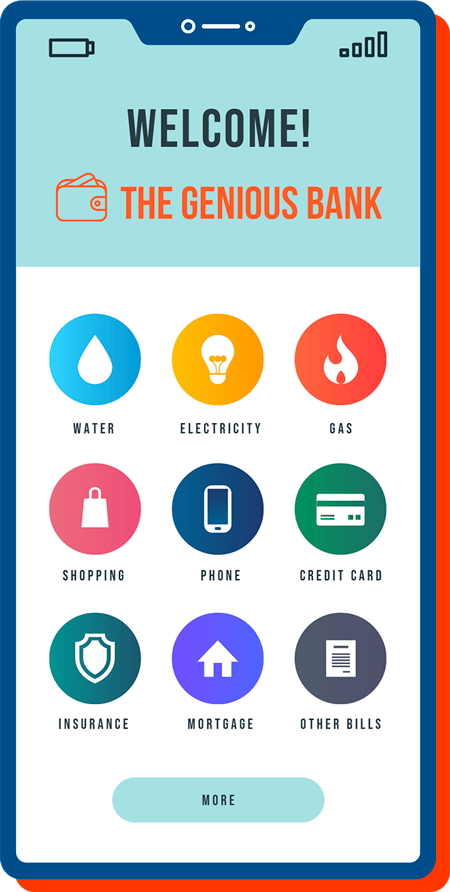 WELCOME!
THE GENIOUS BANK
WATER
ELECTRICITY
GAS
SHOPPING
PHONE
CREDIT CARD
INSURANCE
MORTGAGE
OTHER BILLS
MORE